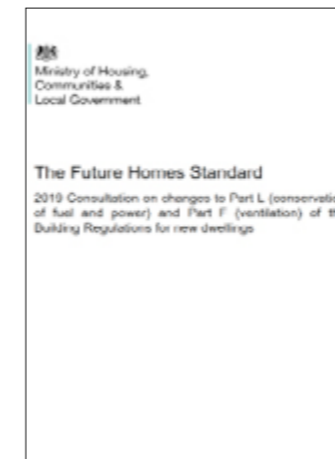 Ministry of Housing,
Communities &
Local Government
The Future Homes Standard
2019 Consultation on changes to Part L (conservatio
of fuel and power) and Part F (ventilation) of th
Building Regulations for new dwellings